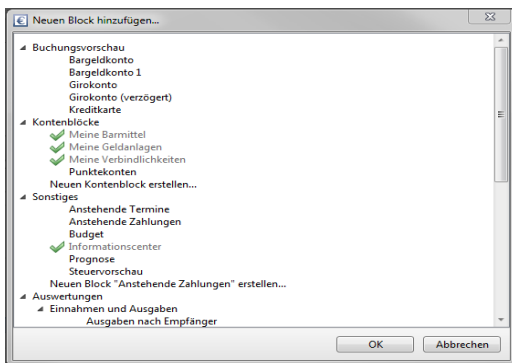 Neuen Block hinzufügen...
Buchungsvorschau
Bargeldkonto
Bargeldkonto 1
Girokonto
Girokonto (verzögert)
Kreditkarte
Kontenblöcke
Meine Barmittel
Meine Geldanlagen
Meine Verbindlichkeiten
Punktekonten
Neuen Kontenblock erstellen...
Sonstiges
Anstehende Termine
Anstehende Zahlungen
Budget
Informationscenter
Prognose
Steuervorschau
Neuen Block "Anstehende Zahlungen" erstellen...
Auswertungen
Einnahmen und Ausgaben
Ausgaben nach Empfänger
OK Abbrechen